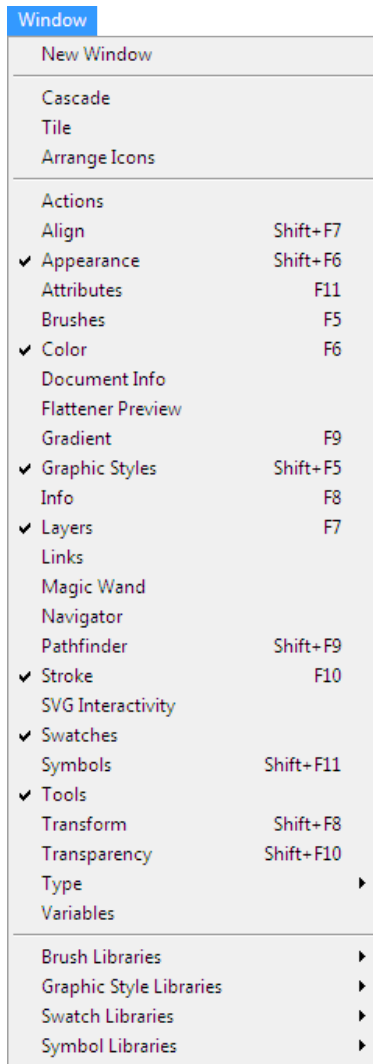 Window
New Window
Cascade
Tile
Arrange Icons
Actions
Align Shift+F7
Appearance Shift+F6
Attributes F11
Brushes F5
Color F6
Document Info
Flattener Preview
Gradient F9
Graphic Styles Shift+F5
Info F8
Layers F7
Links
Magic Wand
Navigator
Pathfinder Shift+F9
Stroke F10
SVG Interactivity
Swatches
Symbols Shift+F11
Tools
Transform Shift+F8
Transparency Shift+F10
Type
Variables
Brush Libraries
Graphic Style Libraries
Swatch Libraries
Symbol Libraries